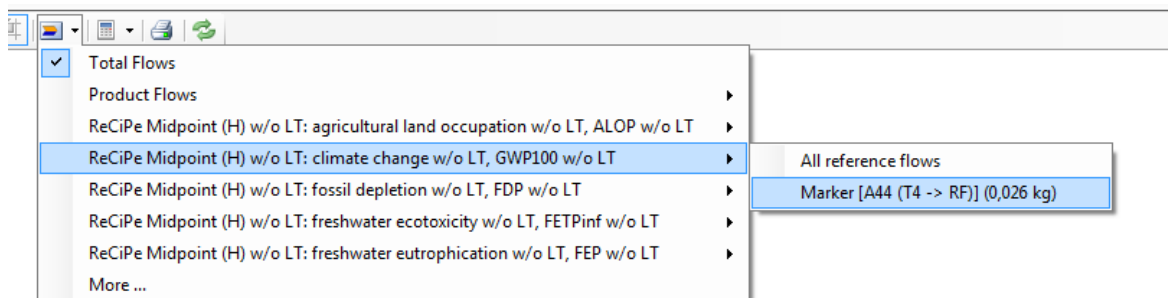 Total Flows
Product Flows
ReCiPe Midpoint (H) w/o LT: agricultural land occupation w/o LT, ALOP w/o LT
ReCiPe Midpoint (H) w/o LT: climate change w/o LT, GWP100 w/o LT
All reference flows
ReCiPe Midpoint (H) w/o LT: fossil depletion w/o LT, FDP w/o LT
Marker [A44 (T4 -> RF)] (0,026 kg)
ReCiPe Midpoint (H) w/o LT: freshwater ecotoxicity w/o LT, FETPinf w/o LT
ReCiPe Midpoint (H) w/o LT: freshwater eutrophication w/o LT, FEP w/o LT
More ...